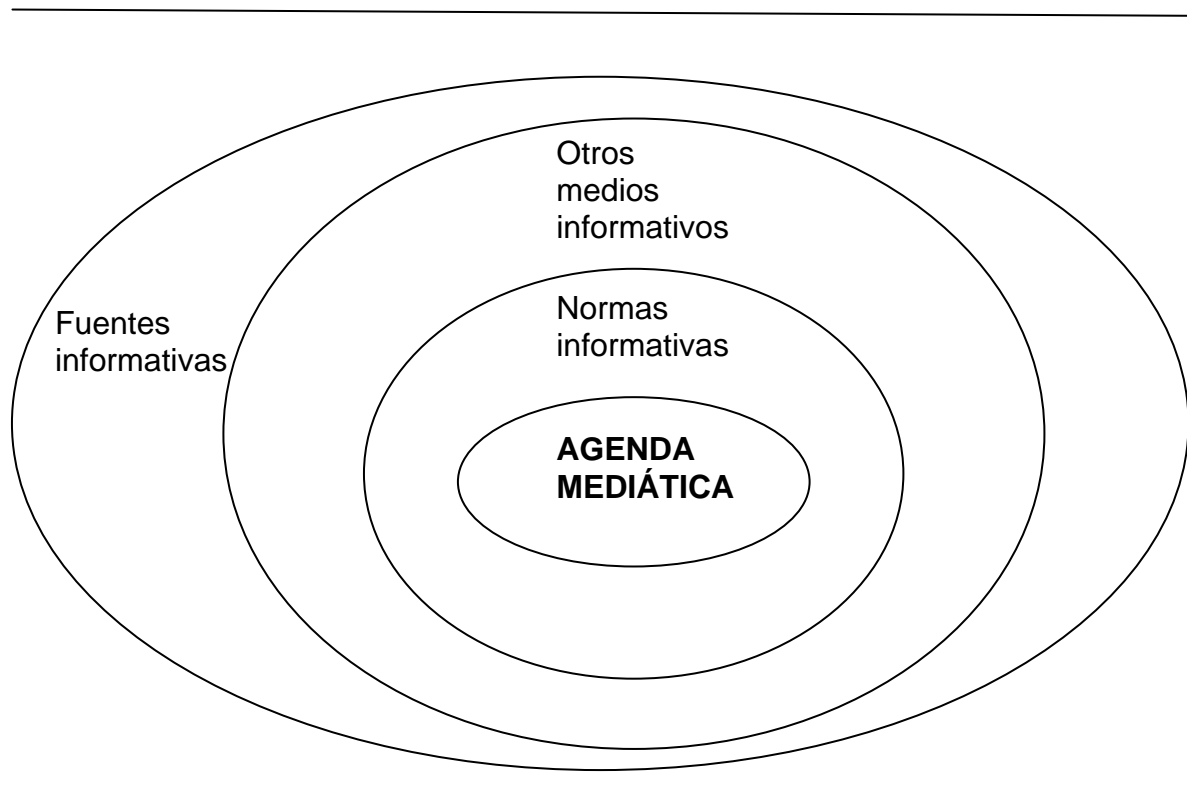 Otros
medios
informativos
Normas
informativas
Fuentes
informativas
AGENDA
MEDIÁTICA